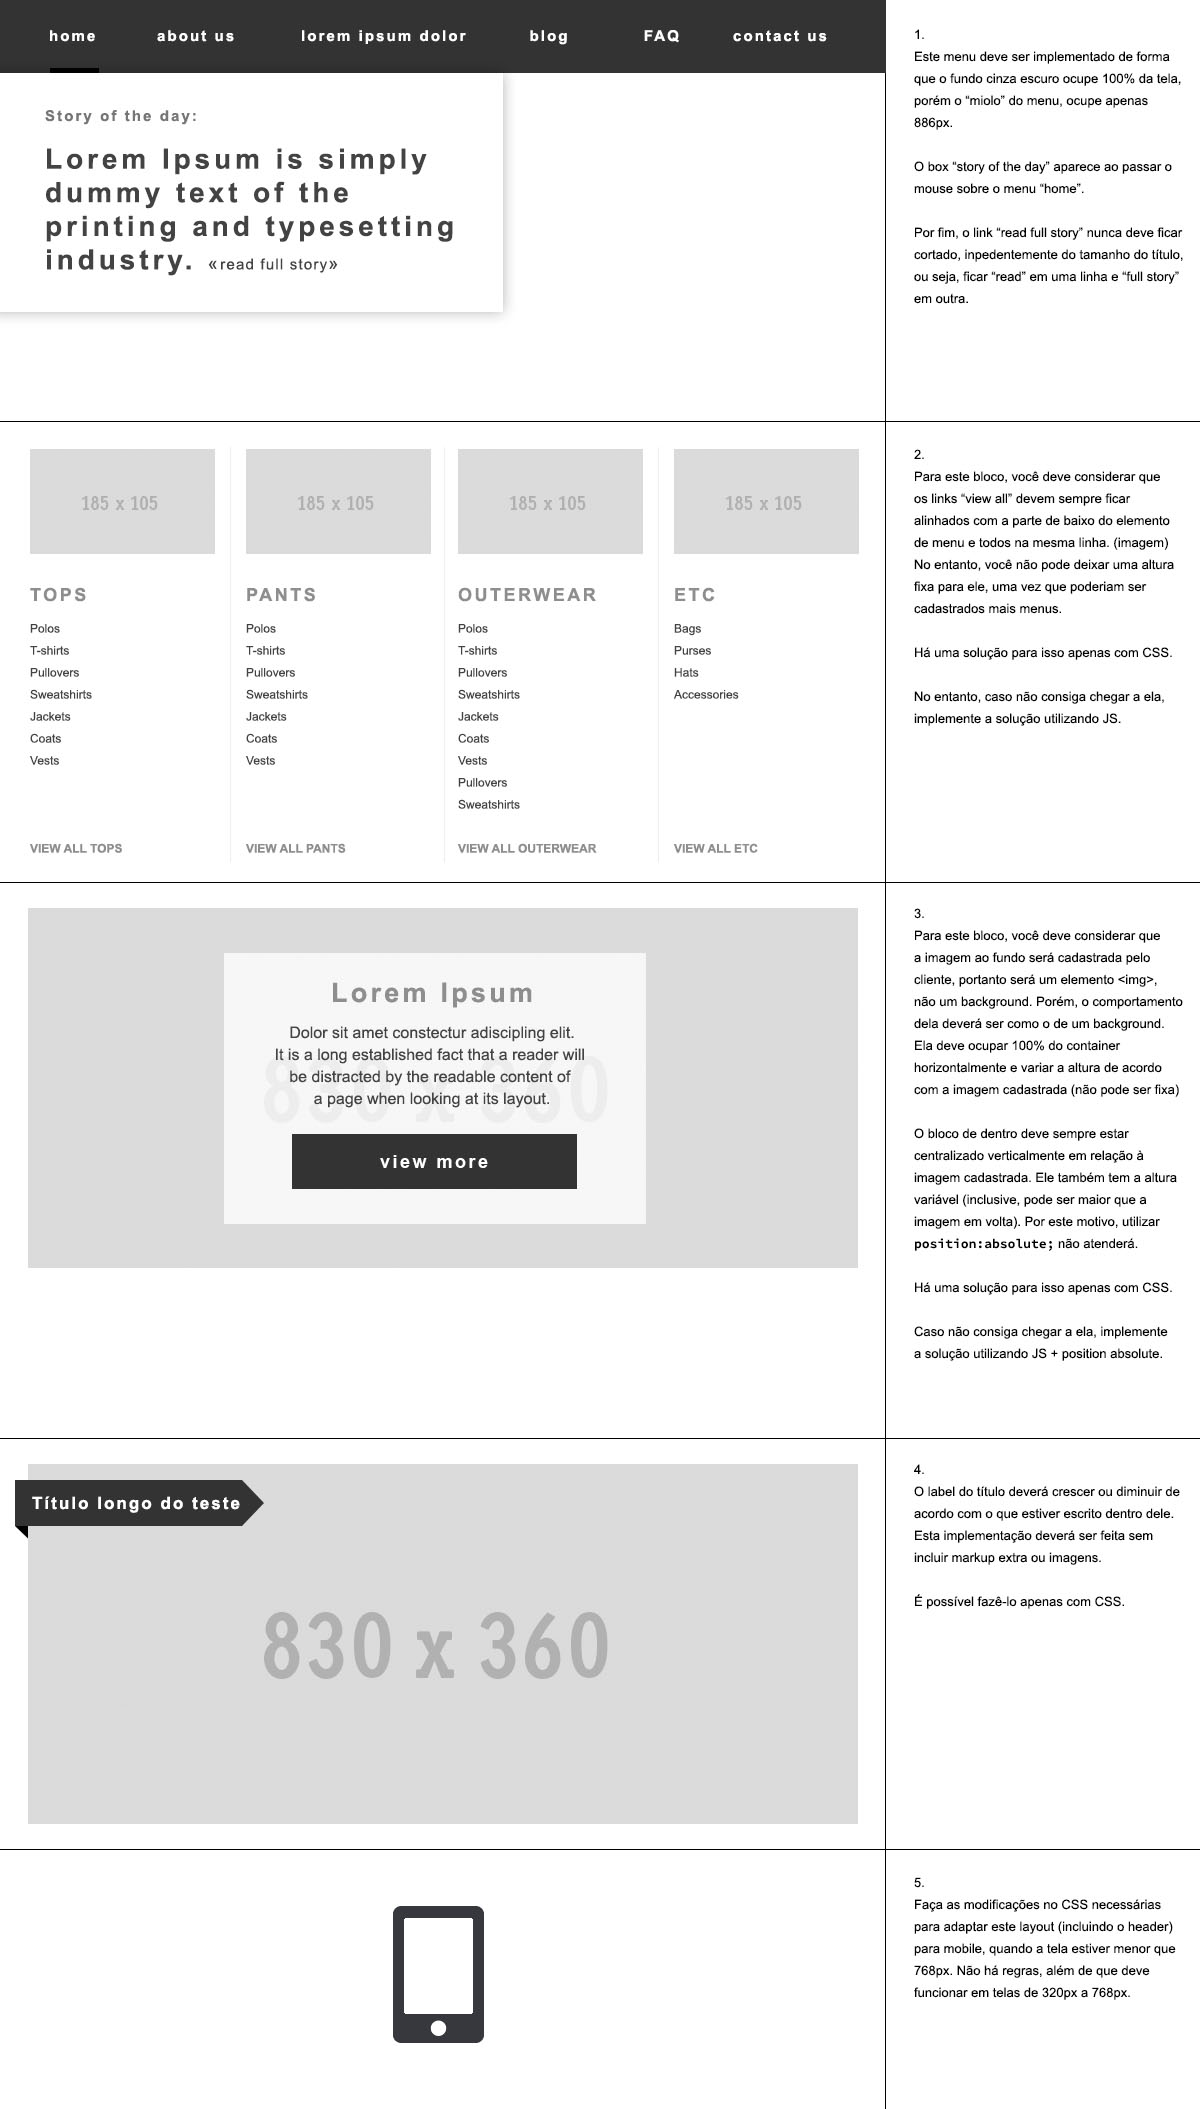 home about us lorem ipsum dolor blog FAQ contact us
Story of the day:
Lorem Ipsum is simply
dummy text of the
printing and typesetting
industry. «read full story»
1.
Este menu deve ser implementado de forma
que o fundo cinza escuro ocupe 100% da tela,
porém o “miolo” do menu, ocupe apenas
886px.
O box “story of the day” aparece ao passar o
mouse sobre o menu “home”.
Por fim, o link “read full story” nunca deve ficar
cortado, inpedentemente do tamanho do título,
ou seja, ficar “read” em uma linha e “full story”
em outra.
185 x 105
TOPS
Polos
T-shirts
Pullovers
Sweatshirts
Jackets
Coats
Vests
VIEW ALL TOPS
185 x 105
PANTS
Polos
T-shirts
Pullovers
Sweatshirts
Jackets
Coats
Vests
VIEW ALL PANTS
185 x 105
OUTERWEAR
Polos
T-shirts
Pullovers
Sweatshirts
Jackets
Coats
Vests
Pullovers
Sweatshirts
VIEW ALL OUTERWEAR
185 x 105
ETC
Bags
Purses
Hats
Accessories
VIEW ALL ETC
2.
Para este bloco, você deve considerar que
os links “view all” devem sempre ficar
alinhados com a parte de baixo do elemento
de menu e todos na mesma linha. (imagem)
No entanto, você não pode deixar uma altura
fixa para ele, uma vez que poderiam ser
cadastrados mais menus.
Há uma solução para isso apenas com CSS.
No entanto, caso não consiga chegar a ela,
implemente a solução utilizando JS.
Lorem Ipsum
Dolor sit amet constectur adiscipling elit.
It is a long established fact that a reader will
be distracted by the readable content of
a page when looking at its layout.
830 x 360
view more
3.
Para este bloco, você deve considerar que
a imagem ao fundo será cadastrada pelo
cliente, portanto será um elemento <img>,
não um background. Porém, o comportamento
dela deverá ser como o de um background.
Ela deve ocupar 100% do container
horizontalmente e variar a altura de acordo
com a imagem cadastrada (não pode ser fixa)
O bloco de dentro deve sempre estar
centralizado verticalmente em relação à
imagem cadastrada. Ele também tem a altura
variável (inclusive, pode ser maior que a
imagem em volta). Por este motivo, utilizar
position:absolute; não atenderá.
Há uma solução para isso apenas com CSS.
Caso não consiga chegar a ela, implemente
a solução utilizando JS + position absolute.
Título longo do teste
830 x 360
4.
O label do título deverá crescer ou diminuir de
acordo com o que estiver escrito dentro dele.
Esta implementação deverá ser feita sem
incluir markup extra ou imagens.
É possível fazê-lo apenas com CSS.
5.
Faça as modificações no CSS necessárias
para adaptar este layout (incluindo o header)
para mobile, quando a tela estiver menor que
768px. Não há regras, além de que deve
funcionar em telas de 320px a 768px.